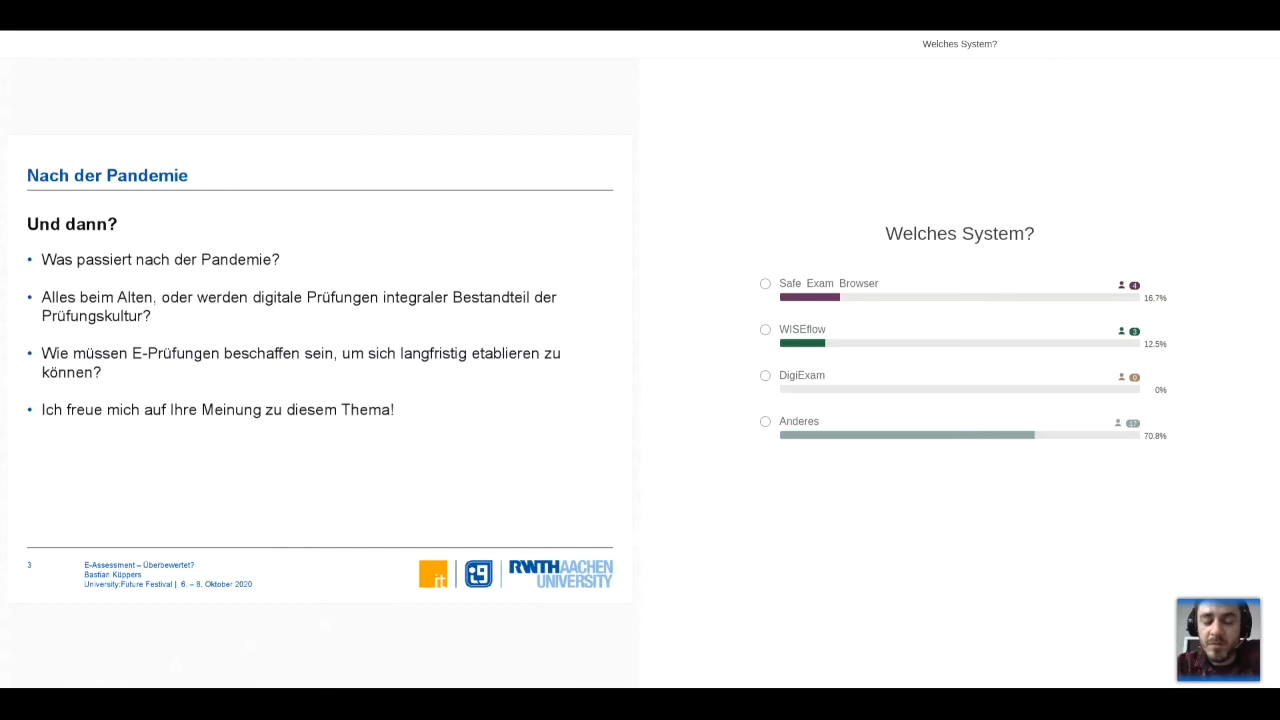 Welches System?
Nach der Pandemie
Und dann?
• Was passiert nach der Pandemie?
• Alles beim Alten, oder werden digitale Prüfungen integraler Bestandteil der
Prüfungskultur?
• Wie müssen E-Prüfungen beschaffen sein, um sich langfristig etablieren zu
können?
• Ich freue mich auf Ihre Meinung zu diesem Thema!
3
E-Assessment – Überbewertet?
Bastian Küppers
University:Future Festival | 6. – 8. Oktober 2020
it
RWTHAACHEN
UNIVERSITY
Welches System?
Safe Exam Browser
4
16.7%
WISEflow
3
12.5%
DigiExam
0
0%
Anderes
17
70.8%